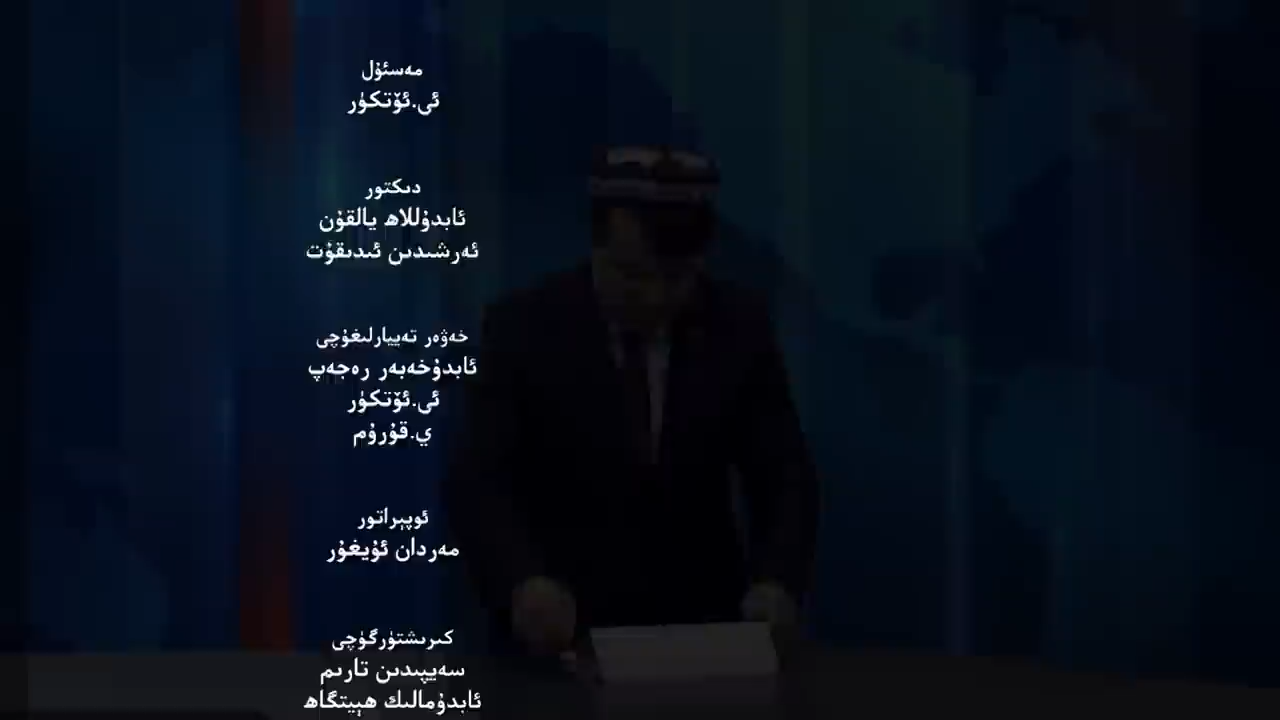 مەسئۇل
ئى.ئۆتكۈر
دىكتور
ئابدۇللاھ يالقۇن
ئەرشىدىن ئىدىقۇت
خەۋەر تەييارلىغۇچى
ئابدۇخەبەر رەجەپ
ئى.ئۆتكۈر
ي.قۇرۇم
ئوپېراتور
مەردان ئۇيغۇر
كىرىشتۈرگۈچى
سەيپىدىن تارىم
ئابدۇمالىك ھېيتگاھ